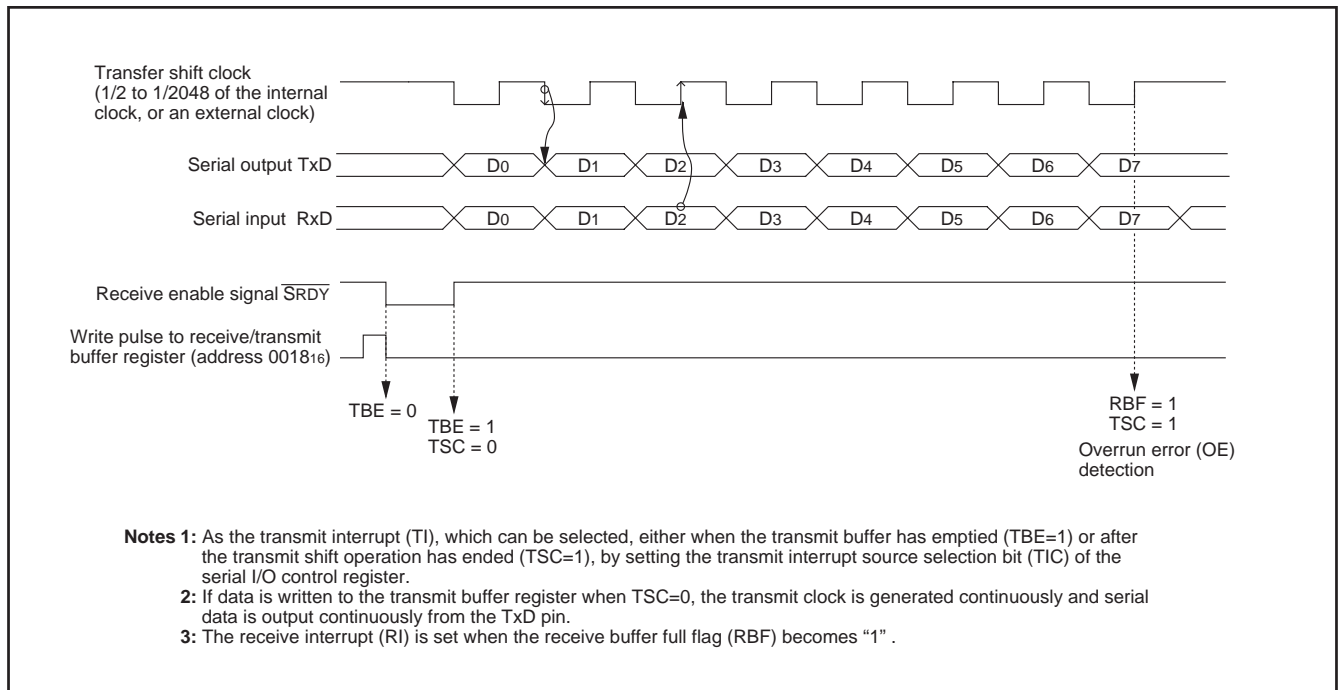 Transfer shift clock
(1/2 to 1/2048 of the internal
clock, or an external clock)
Serial output TxD
D0 D1 D2 D3 D4 D5 D6 D7
Serial input RxD
D0 D1 D2 D3 D4 D5 D6 D7
Receive enable signal SRDY
Write pulse to receive/transmit
buffer register (address 001816)
TBE = 0
TBE = 1
TSC = 0
RBF = 1
TSC = 1
Overrun error (OE)
detection
Notes 1: As the transmit interrupt (TI), which can be selected, either when the transmit buffer has emptied (TBE=1) or after
the transmit shift operation has ended (TSC=1), by setting the transmit interrupt source selection bit (TIC) of the
serial I/O control register.
2: If data is written to the transmit buffer register when TSC=0, the transmit clock is generated continuously and serial
data is output continuously from the TxD pin.
3: The receive interrupt (RI) is set when the receive buffer full flag (RBF) becomes “1” .